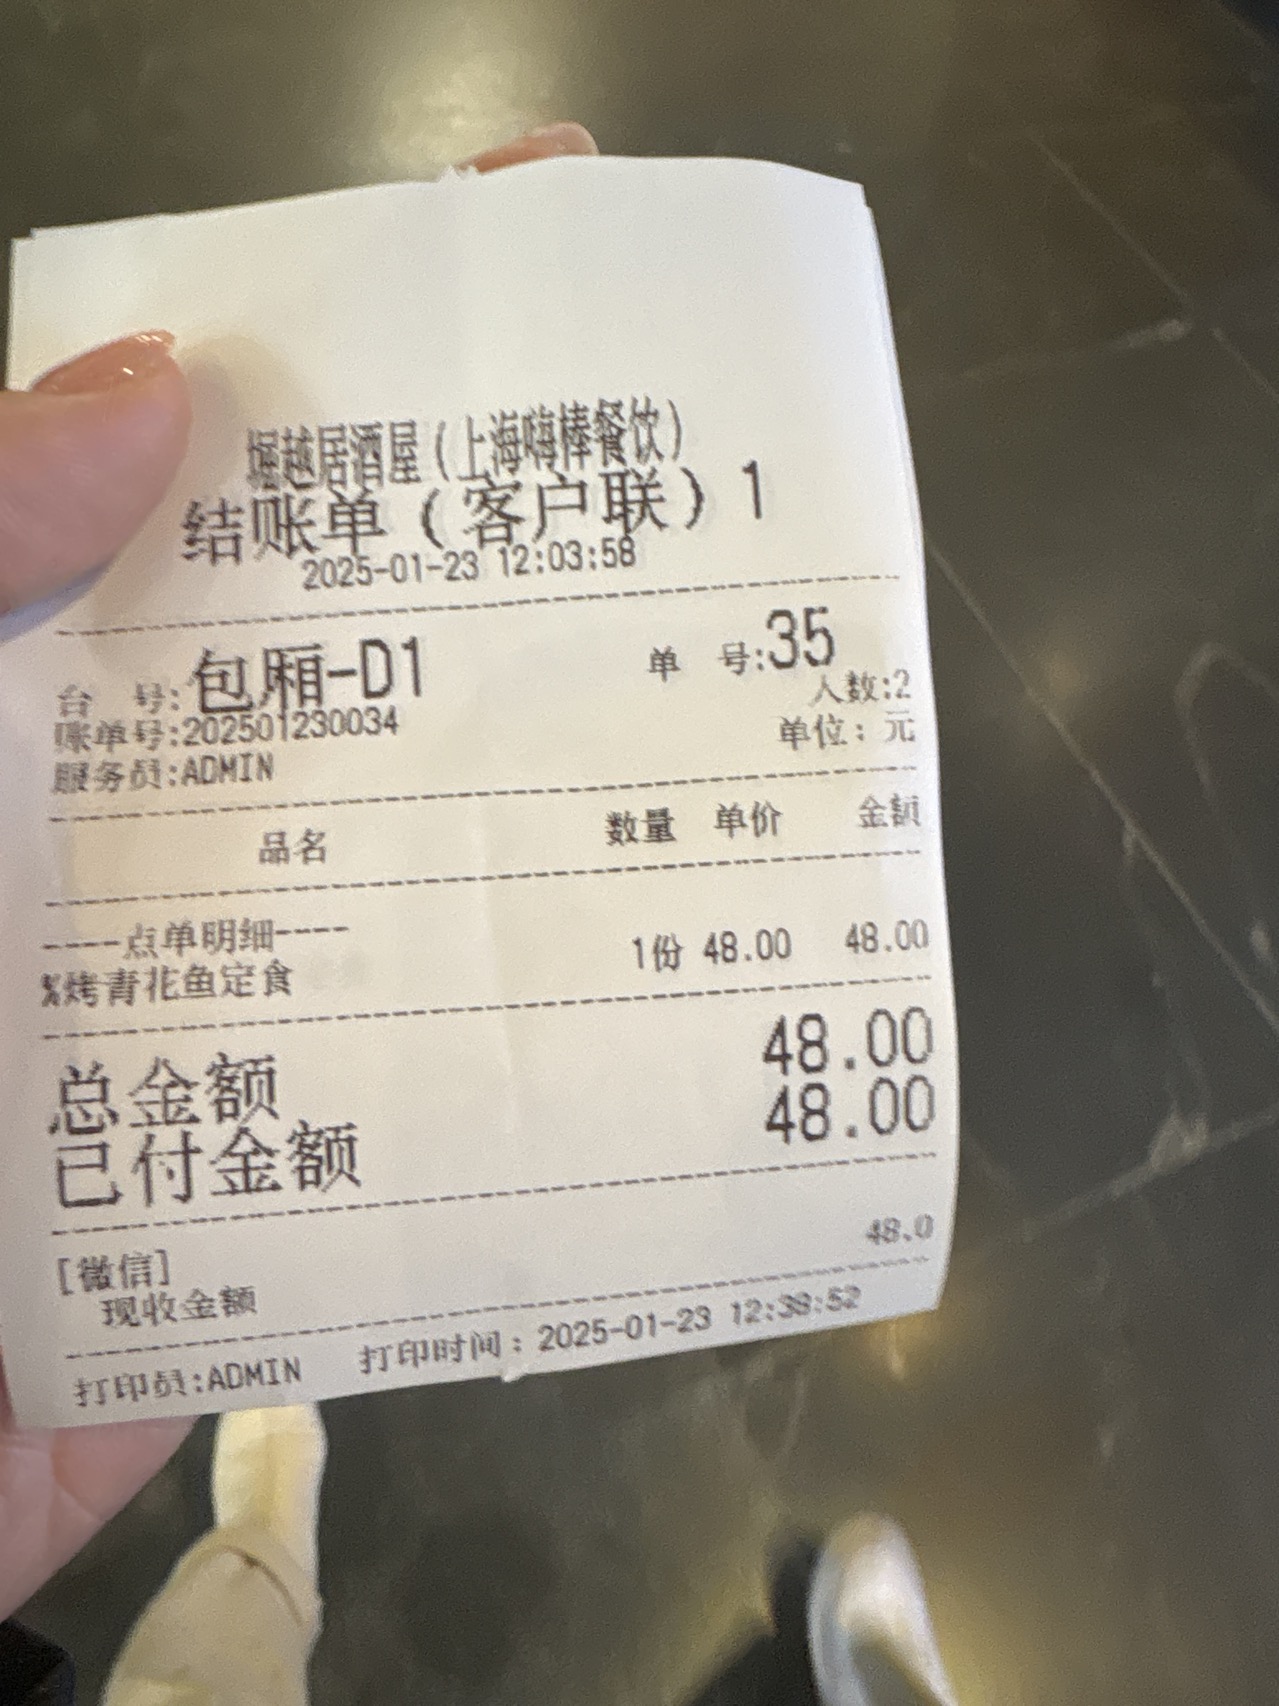 握越居酒屋(上海嗨棒餐饮)
结账单(客户联)1
2025-01-23 12:03:58
台 号:包厢-D1 单 号:35
人数:2
账单号:202501230034
单位:元
服务员:ADMIN
品名 数量 单价 金额
----点单明细----
%烤青花鱼定食 1份 48.00 48.00
总金额 48.00
已付金额 48.00
[微信] 48.0
现收金额
打印员:ADMIN 打印时间:2025-01-23 12:39:52